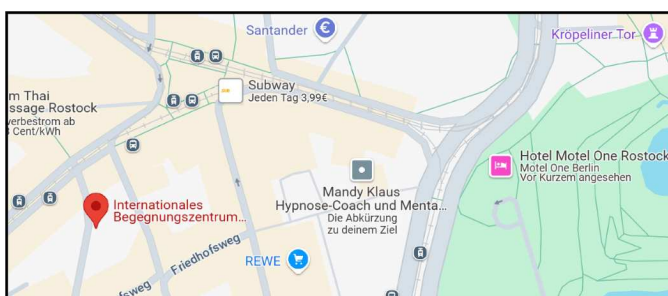 Santander
Kröpeliner Tor
Subway
Jeden Tag 3,99€
m Thai
ssage Rostock
verbestrom ab
Cent/kWh
Hotel Motel One Rostock
Motel One Berlin
Vor Kurzem angesehen
Mandy Klaus
Hypnose-Coach und Menta...
Die Abkürzung
zu deinem Ziel
Internationales
Begegnungszentrum...
Friedhofsweg
REWE
ofsweg